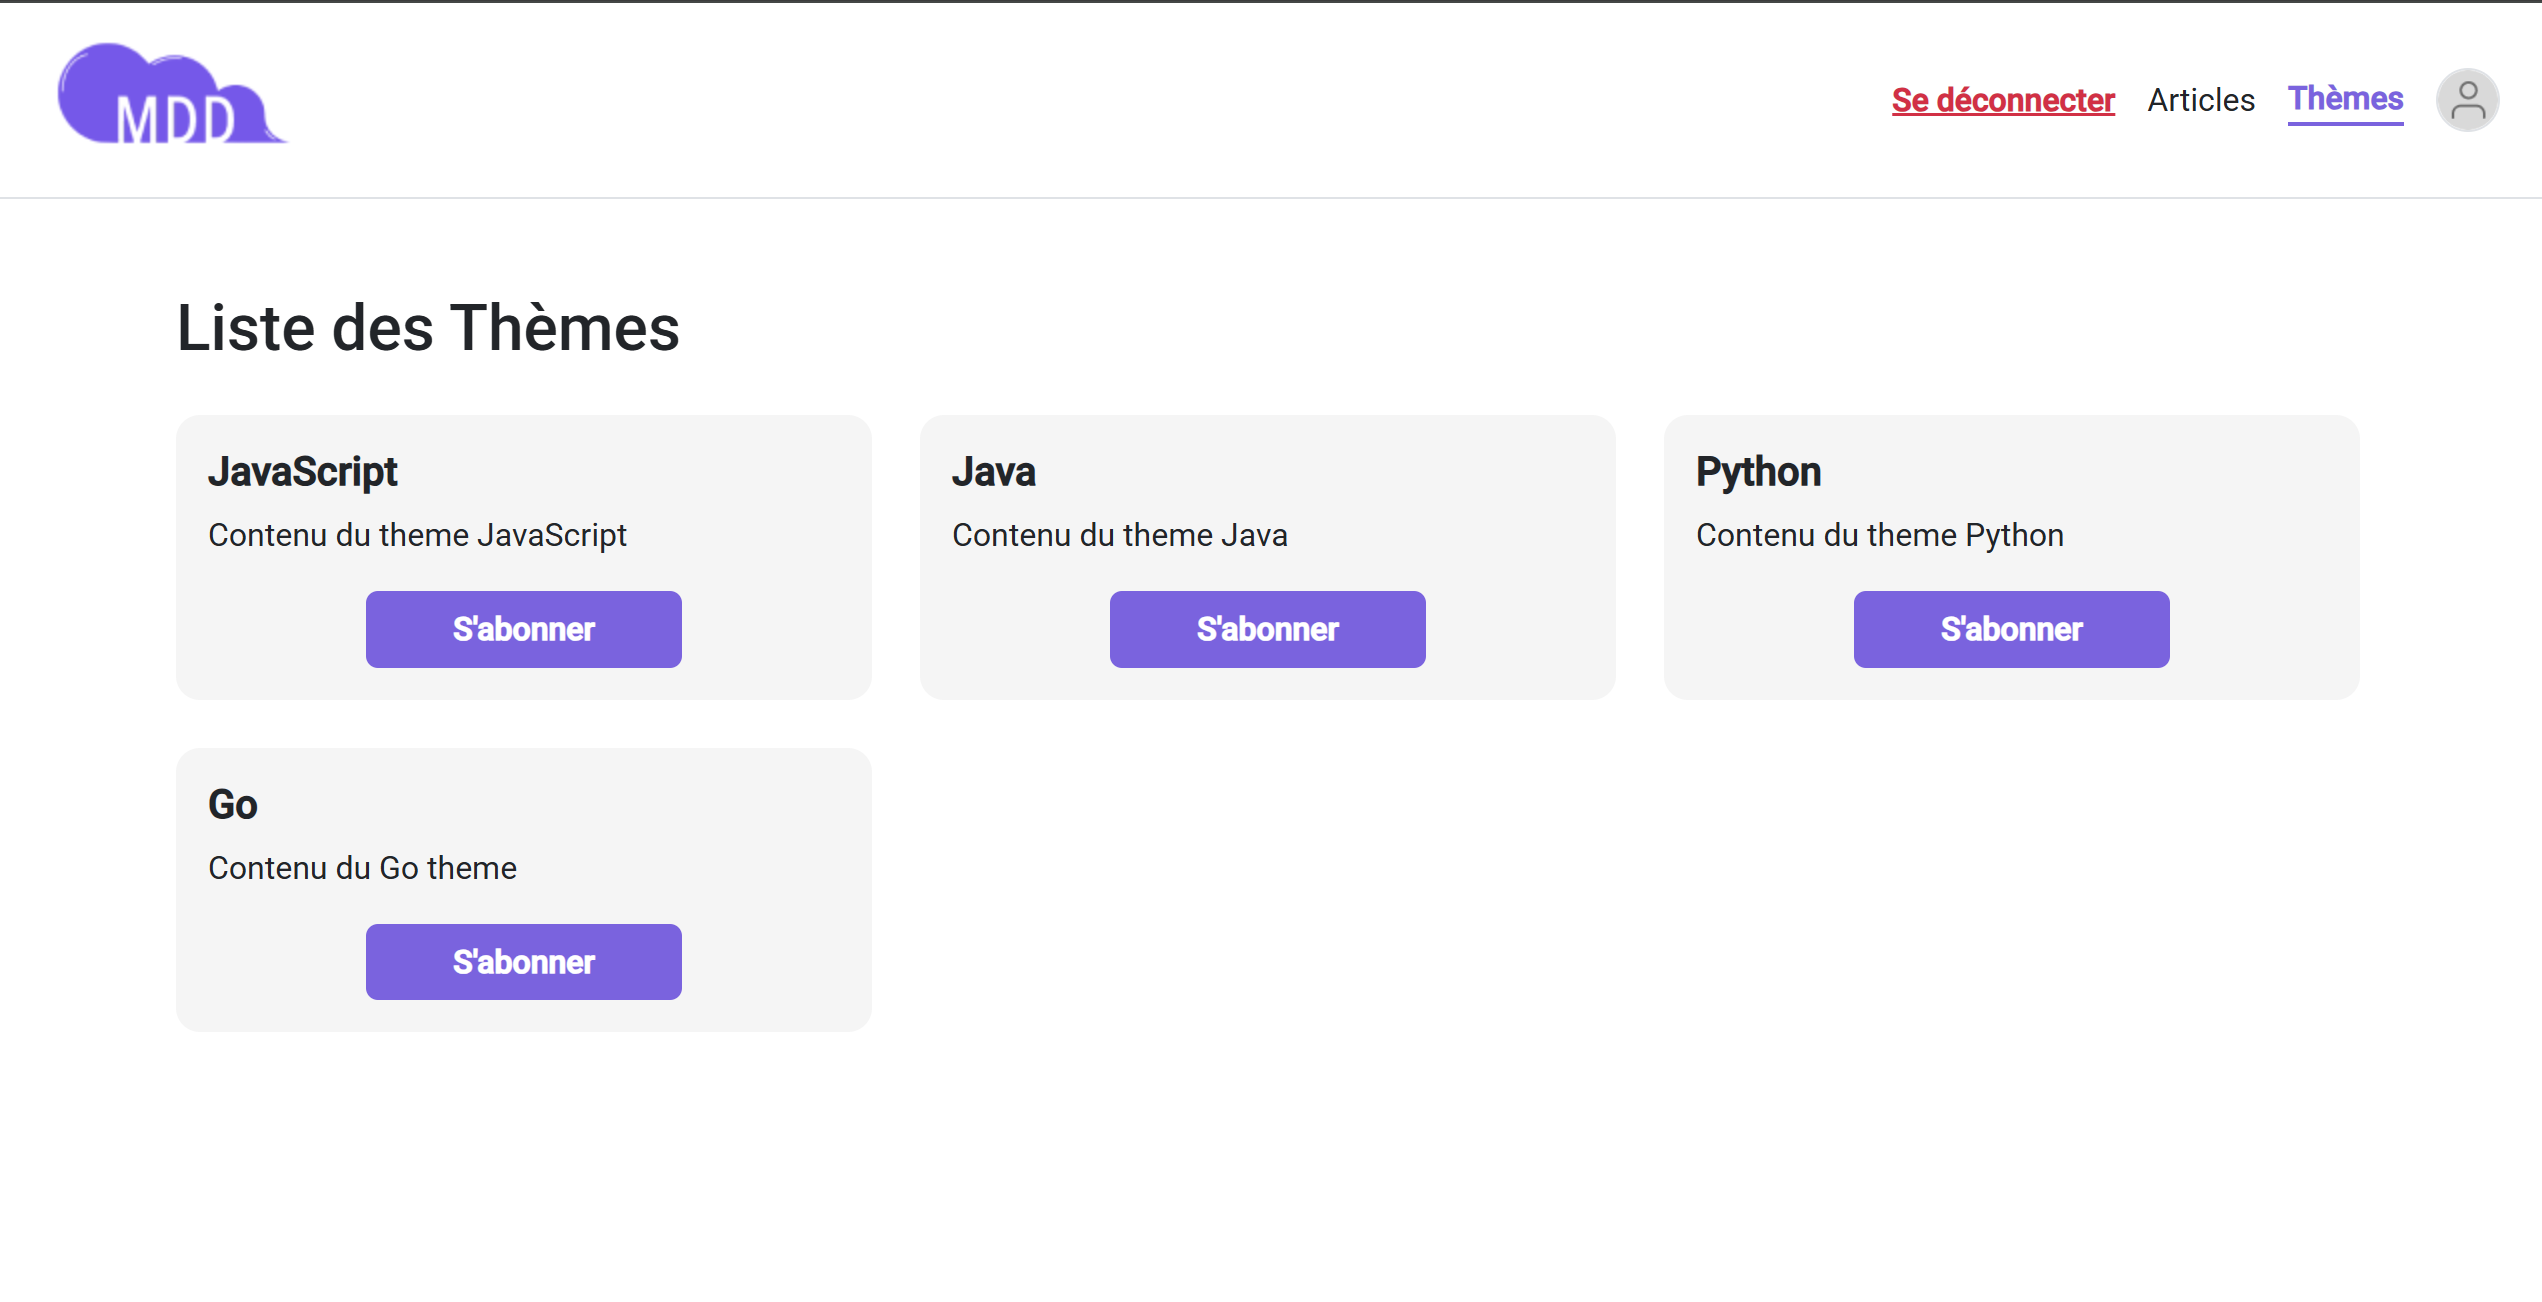 MDD
Se déconnecter Articles Thèmes
Liste des Thèmes
JavaScript
Contenu du theme JavaScript
S'abonner
Java
Contenu du theme Java
S'abonner
Python
Contenu du theme Python
S'abonner
Go
Contenu du Go theme
S'abonner